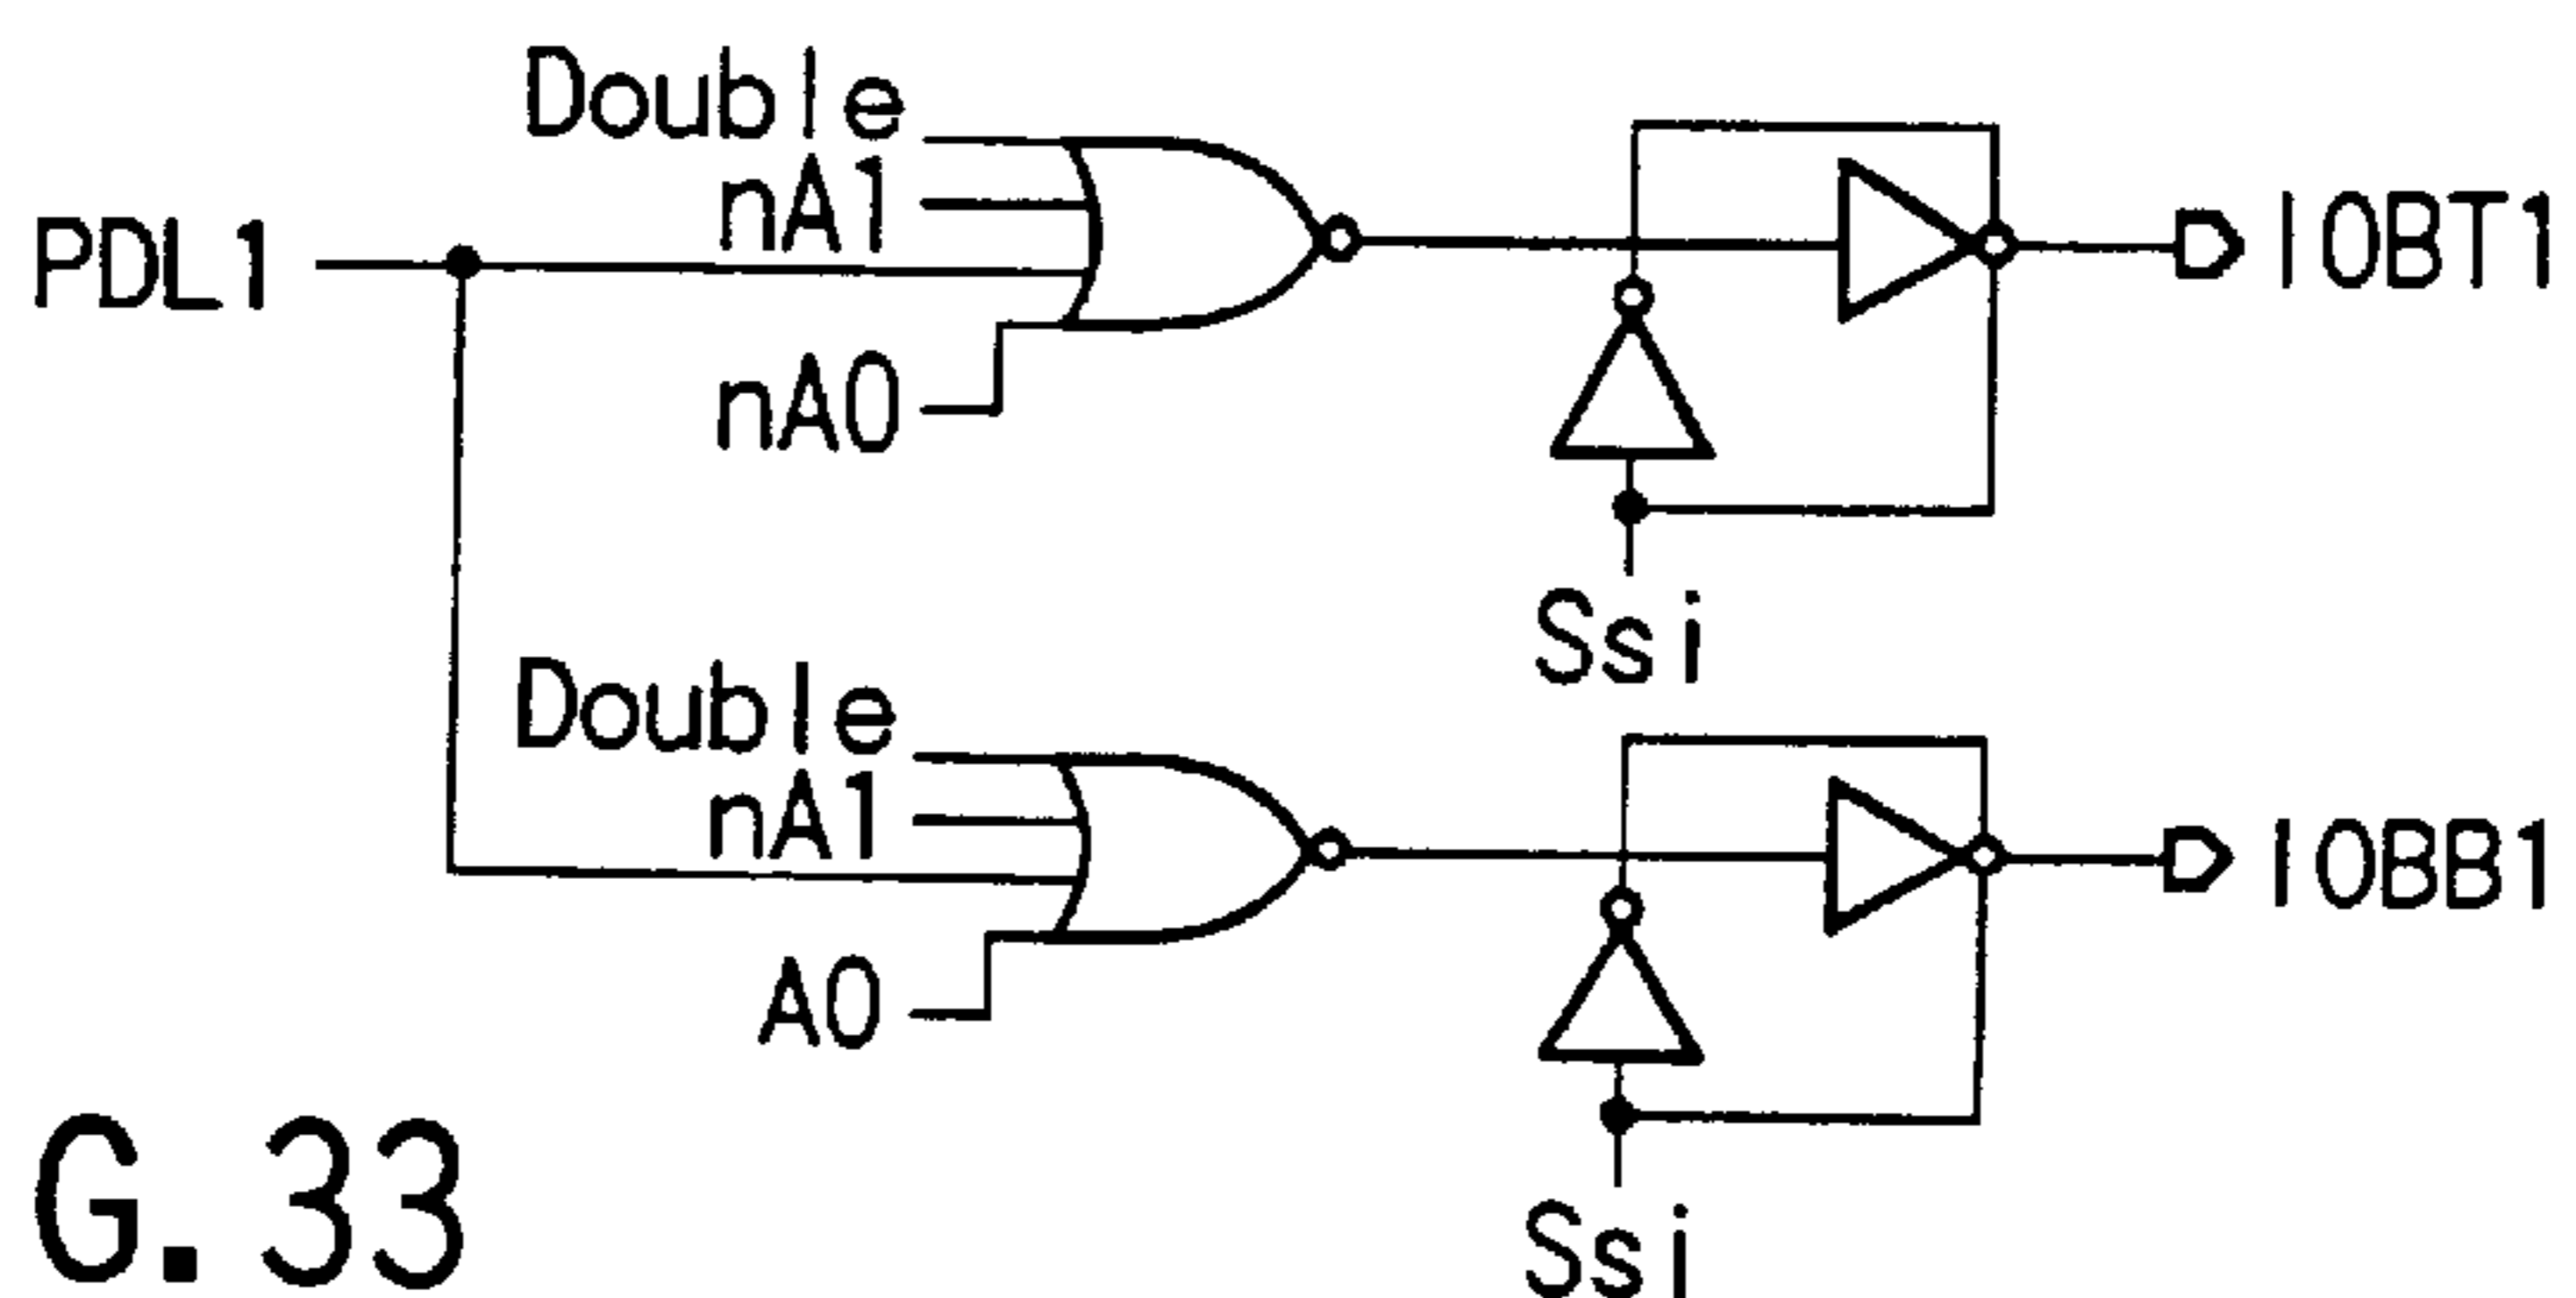 Double
nA1
PDL1
nA0
IOBT1
Ssi
Double
nA1
A0
IOBB1
Ssi
G. 33